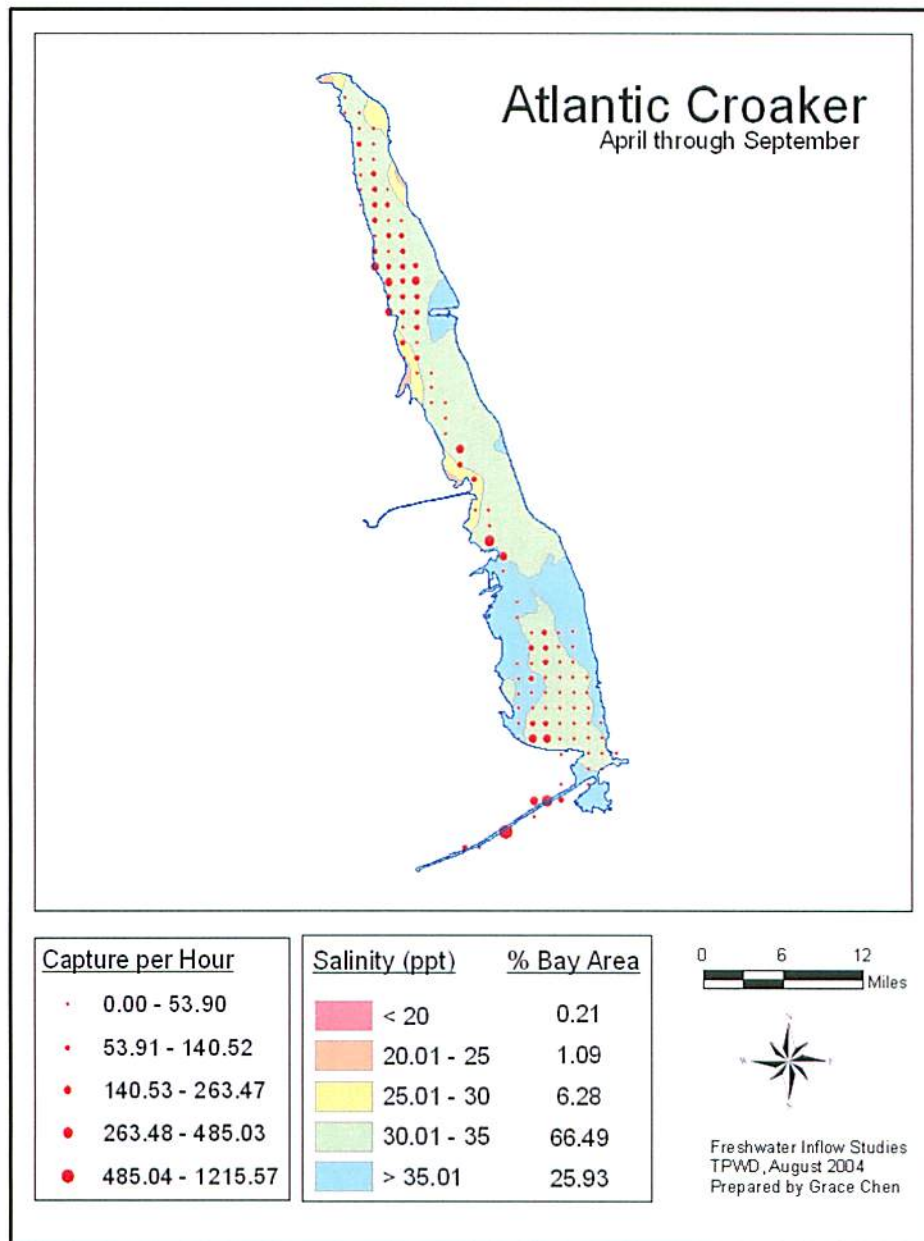 Atlantic Croaker
April through September
Capture per Hour
0.00 - 53.90
53.91 - 140.52
140.53 - 263.47
263.48 - 485.03
485.04 - 1215.57
Salinity (ppt) % Bay Area
< 20 0.21
20.01 - 25 1.09
25.01 - 30 6.28
30.01 - 35 66.49
> 35.01 25.93
0 6 12
Miles
N
W E
S
Freshwater Inflow Studies
TPWD, August 2004
Prepared by Grace Chen